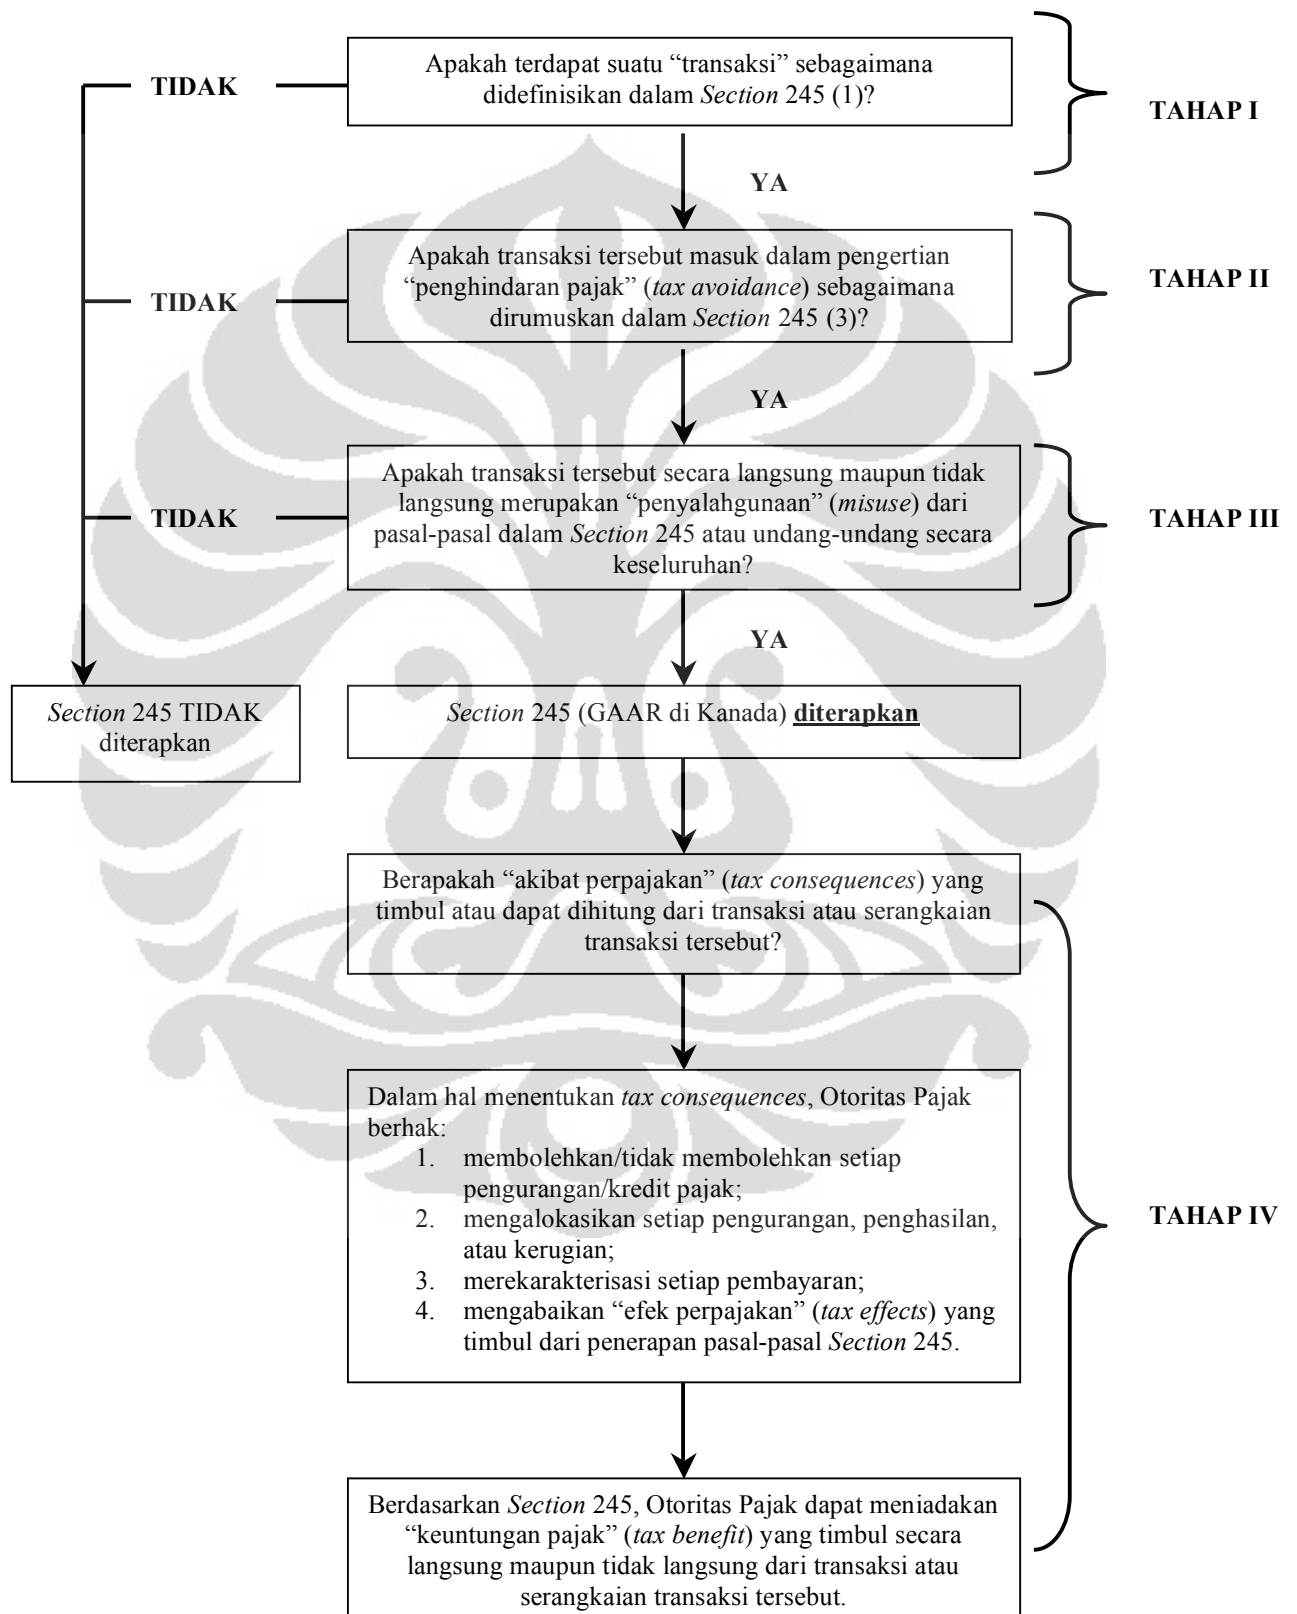 Apakah terdapat suatu “transaksi” sebagaimana
didefinisikan dalam Section 245 (1)?
TIDAK
TAHAP I
YA
Apakah transaksi tersebut masuk dalam pengertian
“penghindaran pajak” (tax avoidance) sebagaimana
dirumuskan dalam Section 245 (3)?
TIDAK
TAHAP II
YA
Apakah transaksi tersebut secara langsung maupun tidak
langsung merupakan “penyalahgunaan” (misuse) dari
pasal-pasal dalam Section 245 atau undang-undang secara
keseluruhan?
TIDAK
TAHAP III
YA
Section 245 TIDAK
diterapkan
Section 245 (GAAR di Kanada) diterapkan
Berapakah “akibat perpajakan” (tax consequences) yang
timbul atau dapat dihitung dari transaksi atau serangkaian
transaksi tersebut?
Dalam hal menentukan tax consequences, Otoritas Pajak
berhak:
1. membolehkan/tidak membolehkan setiap
pengurangan/kredit pajak;
2. mengalokasikan setiap pengurangan, penghasilan,
atau kerugian;
3. merekarakterisasi setiap pembayaran;
4. mengabaikan “efek perpajakan” (tax effects) yang
timbul dari penerapan pasal-pasal Section 245.
TAHAP IV
Berdasarkan Section 245, Otoritas Pajak dapat meniadakan
“keuntungan pajak” (tax benefit) yang timbul secara
langsung maupun tidak langsung dari transaksi atau
serangkaian transaksi tersebut.